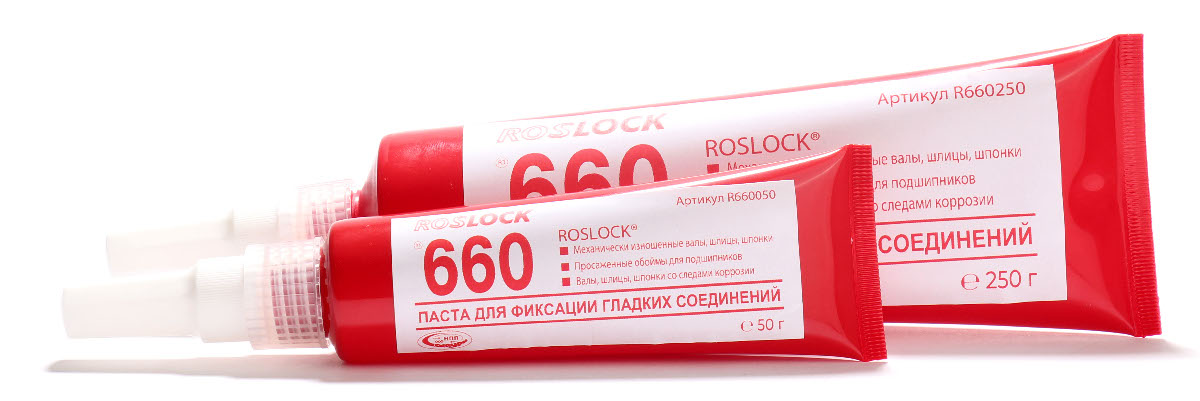 Артикул R660250
ROSLOCK
660
ROSLOCK®
валы, шлицы, шпонки
для подшипников
со следами коррозии
СОЕДИНЕНИЙ
℮ 250 г
Артикул R660050
ROSLOCK
660
ROSLOCK®
Механически изношенные валы, шлицы, шпонки
Просаженные обоймы для подшипников
Валы, шлицы, шпонки со следами коррозии
ПАСТА ДЛЯ ФИКСАЦИИ ГЛАДКИХ СОЕДИНЕНИЙ
℮ 50 г